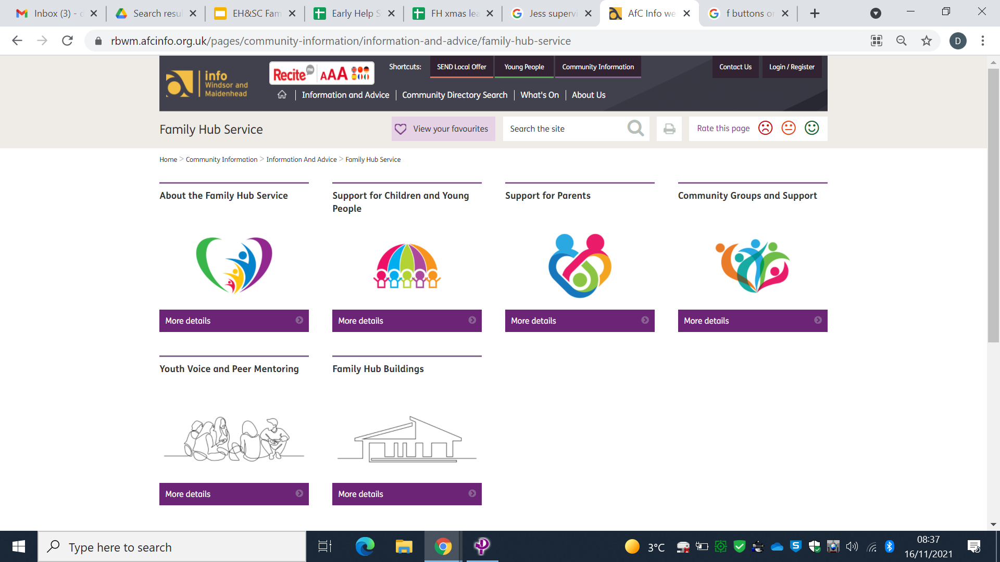 Inbox (3) - d
Search resul
EH&SC Fam
Early Help S
FH xmas lea
Jess supervi
AfC Info we
f buttons or
rbwm.afcinfo.org.uk/pages/community-information/information-and-advice/family-hub-service
D
info
Windsor and
Maidenhead
Recite me AAA
Shortcuts:
SEND Local Offer
Young People
Community Information
Contact Us
Login / Register
Information and Advice
Community Directory Search
What's On
About Us
Family Hub Service
View your favourites
Search the site
Rate this page
Home > Community Information > Information And Advice > Family Hub Service
About the Family Hub Service
Support for Children and Young
People
Support for Parents
Community Groups and Support
More details
More details
More details
More details
Youth Voice and Peer Mentoring
Family Hub Buildings
More details
More details
Type here to search
3°C
08:37
16/11/2021